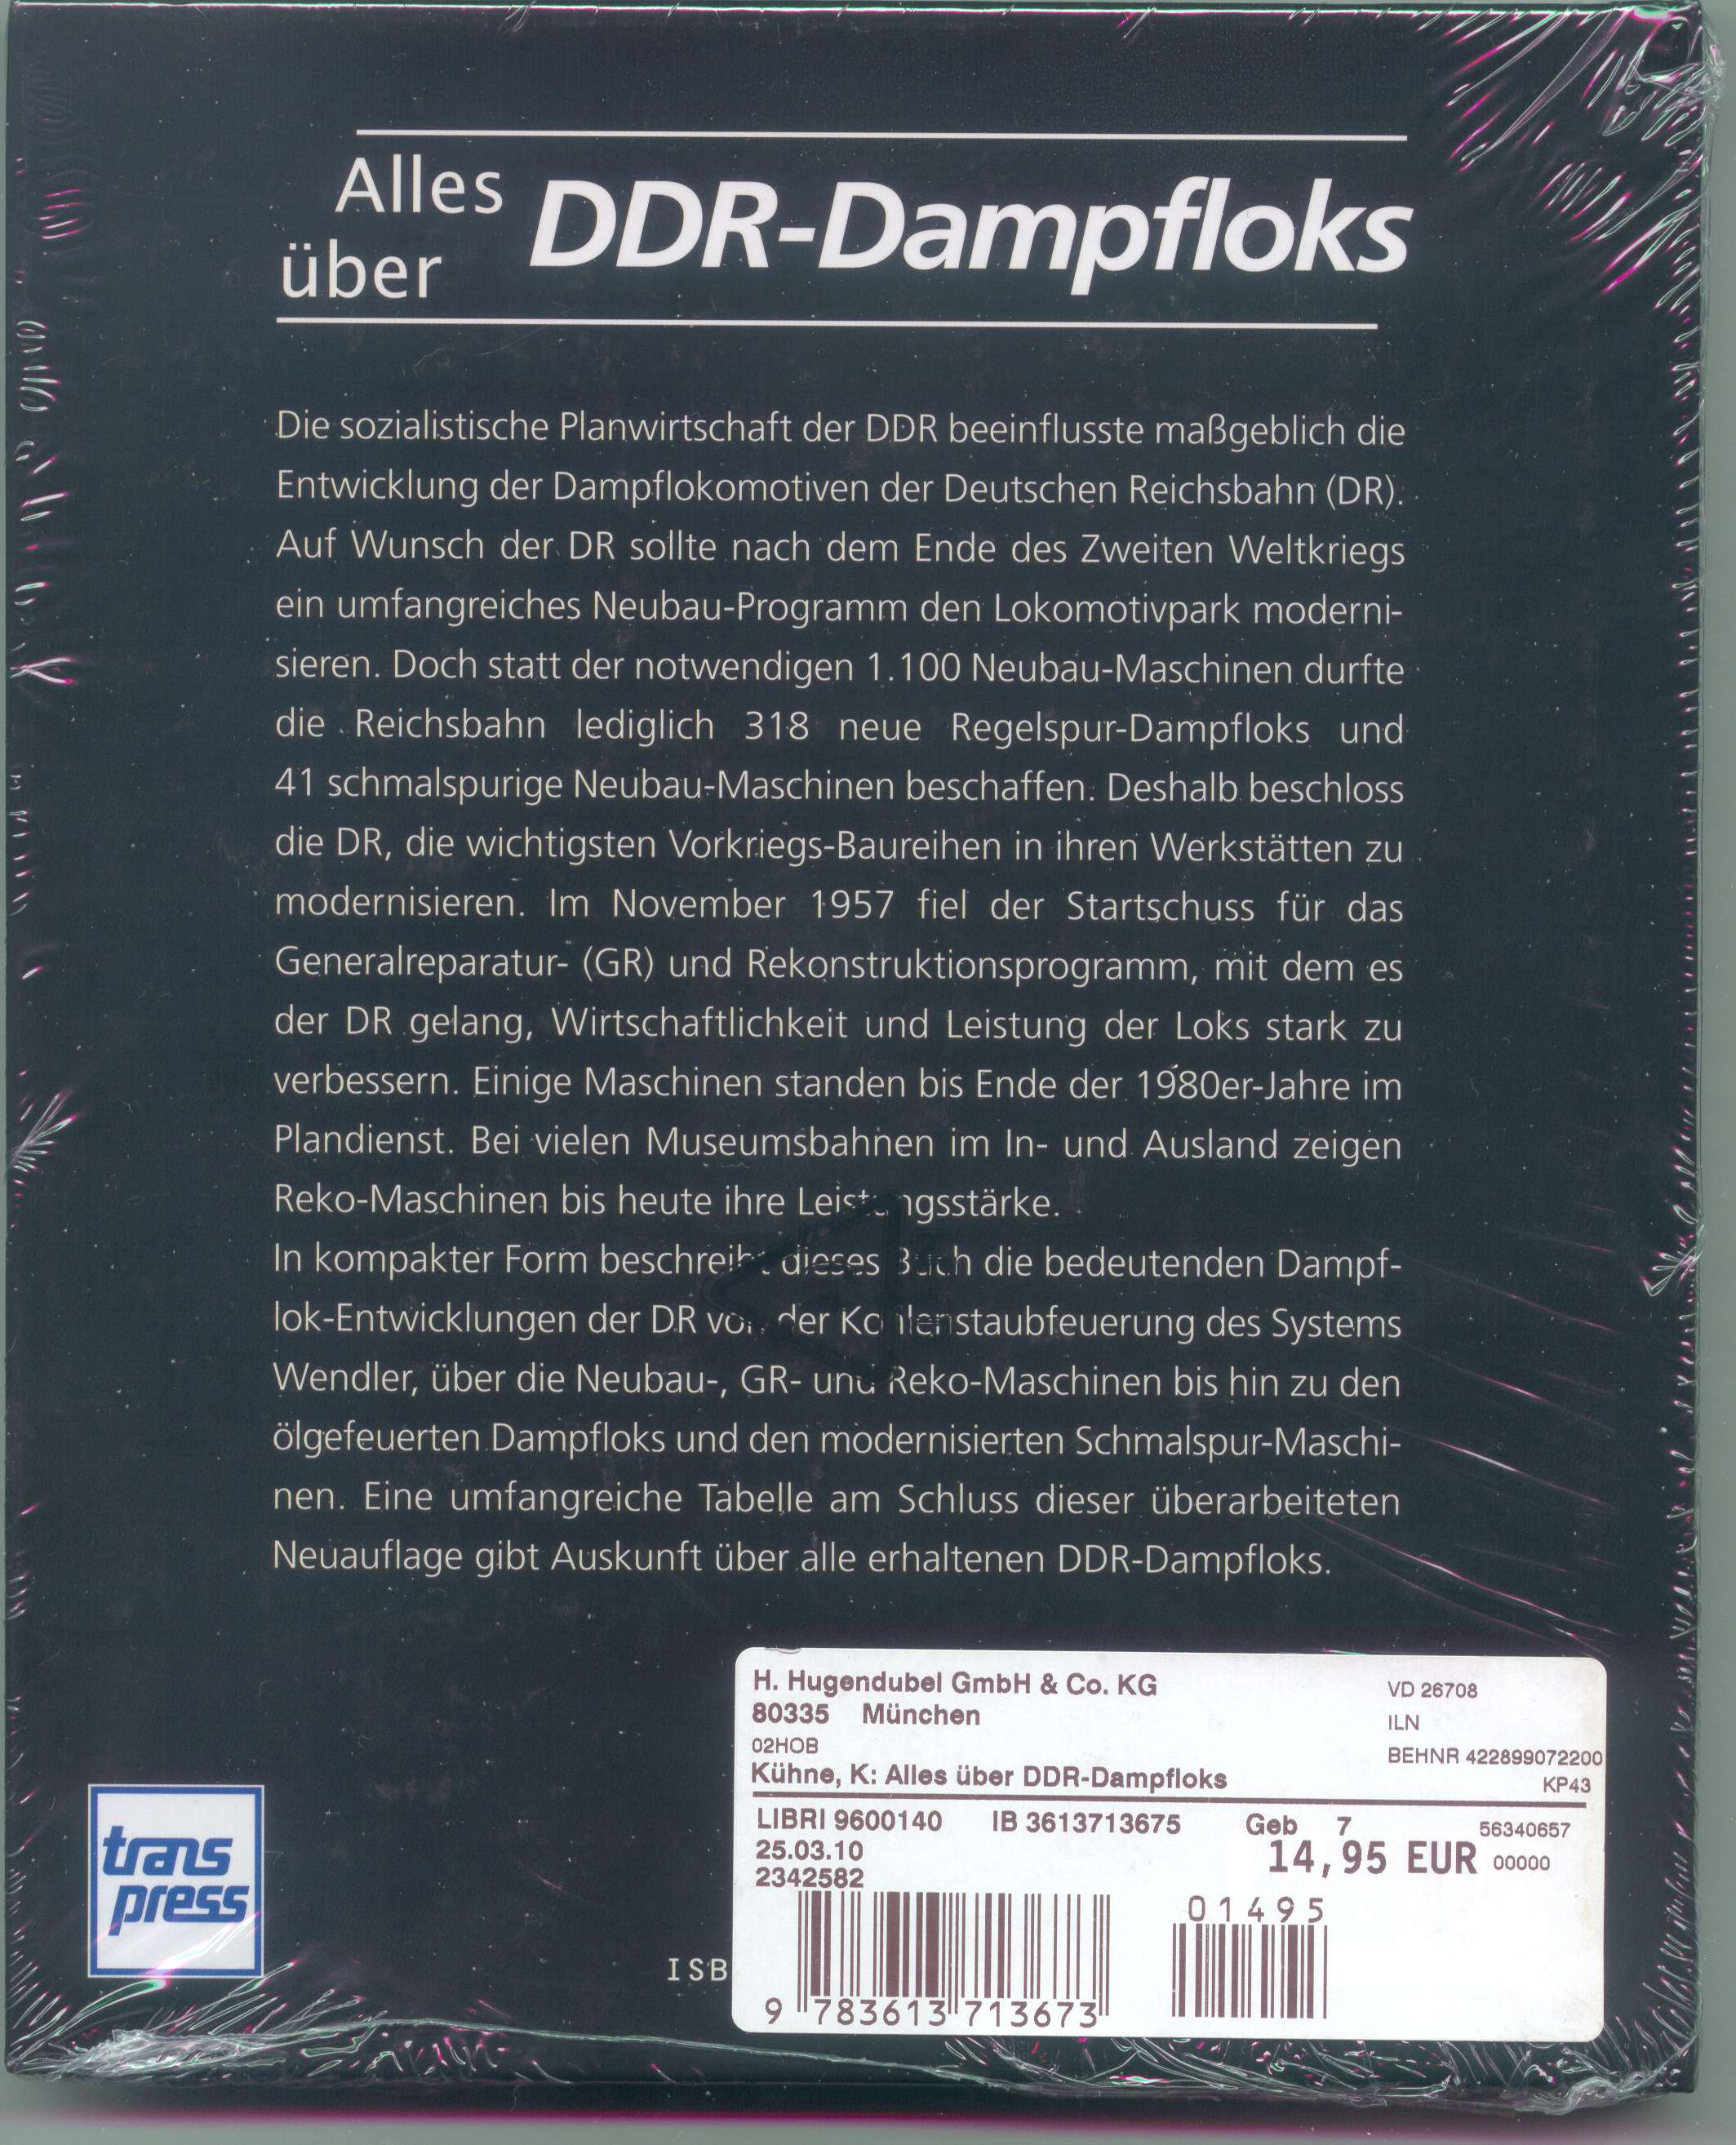 Alles
über
DDR-Dampfloks
Die sozialistische Planwirtschaft der DDR beeinflusste maßgeblich die
Entwicklung der Dampflokomotiven der Deutschen Reichsbahn (DR).
Auf Wunsch der DR sollte nach dem Ende des Zweiten Weltkriegs
ein umfangreiches Neubau-Programm den Lokomotivpark moderni-
sieren. Doch statt der notwendigen 1.100 Neubau-Maschinen durfte
die Reichsbahn lediglich 318 neue Regelspur-Dampfloks und
41 schmalspurige Neubau-Maschinen beschaffen. Deshalb beschloss
die DR, die wichtigsten Vorkriegs-Baureihen in ihren Werkstätten zu
modernisieren. Im November 1957 fiel der Startschuss für das
Generalreparatur- (GR) und Rekonstruktionsprogramm, mit dem es
der DR gelang, Wirtschaftlichkeit und Leistung der Loks stark zu
verbessern. Einige Maschinen standen bis Ende der 1980er-Jahre im
Plandienst. Bei vielen Museumsbahnen im In- und Ausland zeigen
Reko-Maschinen bis heute ihre Leistungsstärke.
In kompakter Form beschreibt dieses Buch die bedeutenden Dampf-
lok-Entwicklungen der DR von der Kohlenstaubfeuerung des Systems
Wendler, über die Neubau-, GR- und Reko-Maschinen bis hin zu den
ölgefeuerten Dampfloks und den modernisierten Schmalspur-Maschi-
nen. Eine umfangreiche Tabelle am Schluss dieser überarbeiteten
Neuauflage gibt Auskunft über alle erhaltenen DDR-Dampfloks.
H. Hugendubel GmbH & Co. KG
80335 München
02HOB
Kühne, K: Alles über DDR-Dampfloks
VD 26708
ILN
BEHNR 422899072200
KP43
LIBRI 9600140 IB 3613713675 Geb 7 56340657
25.03.10 14,95 EUR 00000
2342582
01495
9 783613 713673
ISB
trans
press